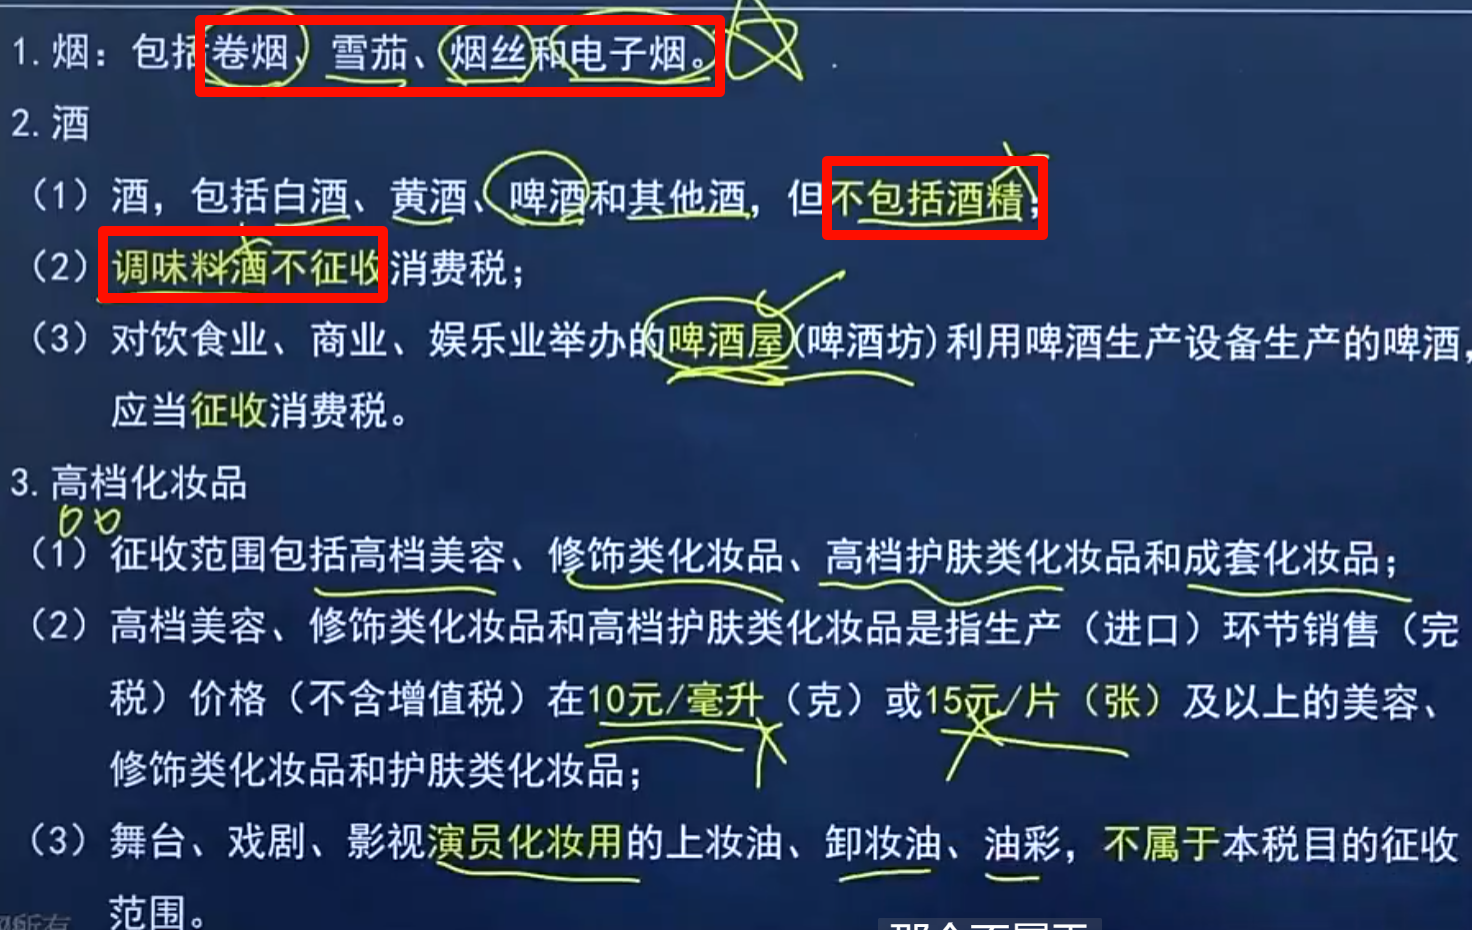 1.烟：包括卷烟、雪茄、烟丝和电子烟。
2.酒
（1）酒，包括白酒、黄酒、啤酒和其他酒，但不包括酒精；
（2）调味料酒不征收消费税；
（3）对饮食业、商业、娱乐业举办的啤酒屋(啤酒坊)利用啤酒生产设备生产的啤酒，
应当征收消费税。
3.高档化妆品
（1）征收范围包括高档美容、修饰类化妆品、高档护肤类化妆品和成套化妆品；
（2）高档美容、修饰类化妆品和高档护肤类化妆品是指生产（进口）环节销售（完
税）价格（不含增值税）在10元/毫升（克）或15元/片（张）及以上的美容、
修饰类化妆品和护肤类化妆品；
（3）舞台、戏剧、影视演员化妆用的上妆油、卸妆油、油彩，不属于本税目的征收
范围。
所有